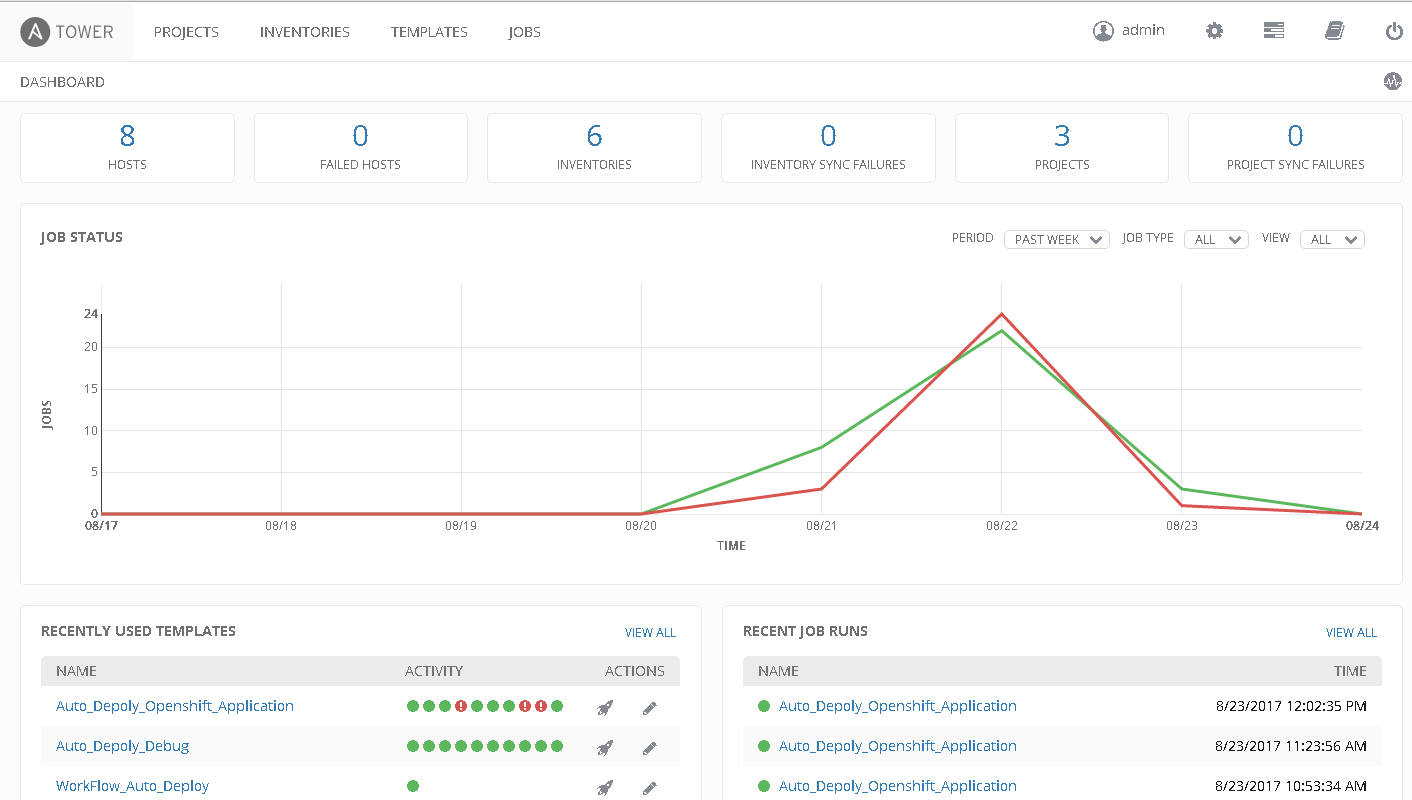 A TOWER PROJECTS INVENTORIES TEMPLATES JOBS admin
DASHBOARD
8 0 6 0 3 0
HOSTS FAILED HOSTS INVENTORIES INVENTORY SYNC FAILURES PROJECTS PROJECT SYNC FAILURES
JOB STATUS PERIOD PAST WEEK JOB TYPE ALL VIEW ALL
24
20
15
JOBS
10
5
0
08/17 08/18 08/19 08/20 08/21 08/22 08/23 08/24
TIME
RECENTLY USED TEMPLATES VIEW ALL
NAME ACTIVITY ACTIONS
Auto_Depoly_Openshift_Application
Auto_Depoly_Debug
WorkFlow_Auto_Deploy
RECENT JOB RUNS VIEW ALL
NAME TIME
Auto_Depoly_Openshift_Application 8/23/2017 12:02:35 PM
Auto_Depoly_Openshift_Application 8/23/2017 11:23:56 AM
Auto_Depoly_Openshift_Application 8/23/2017 10:53:34 AM